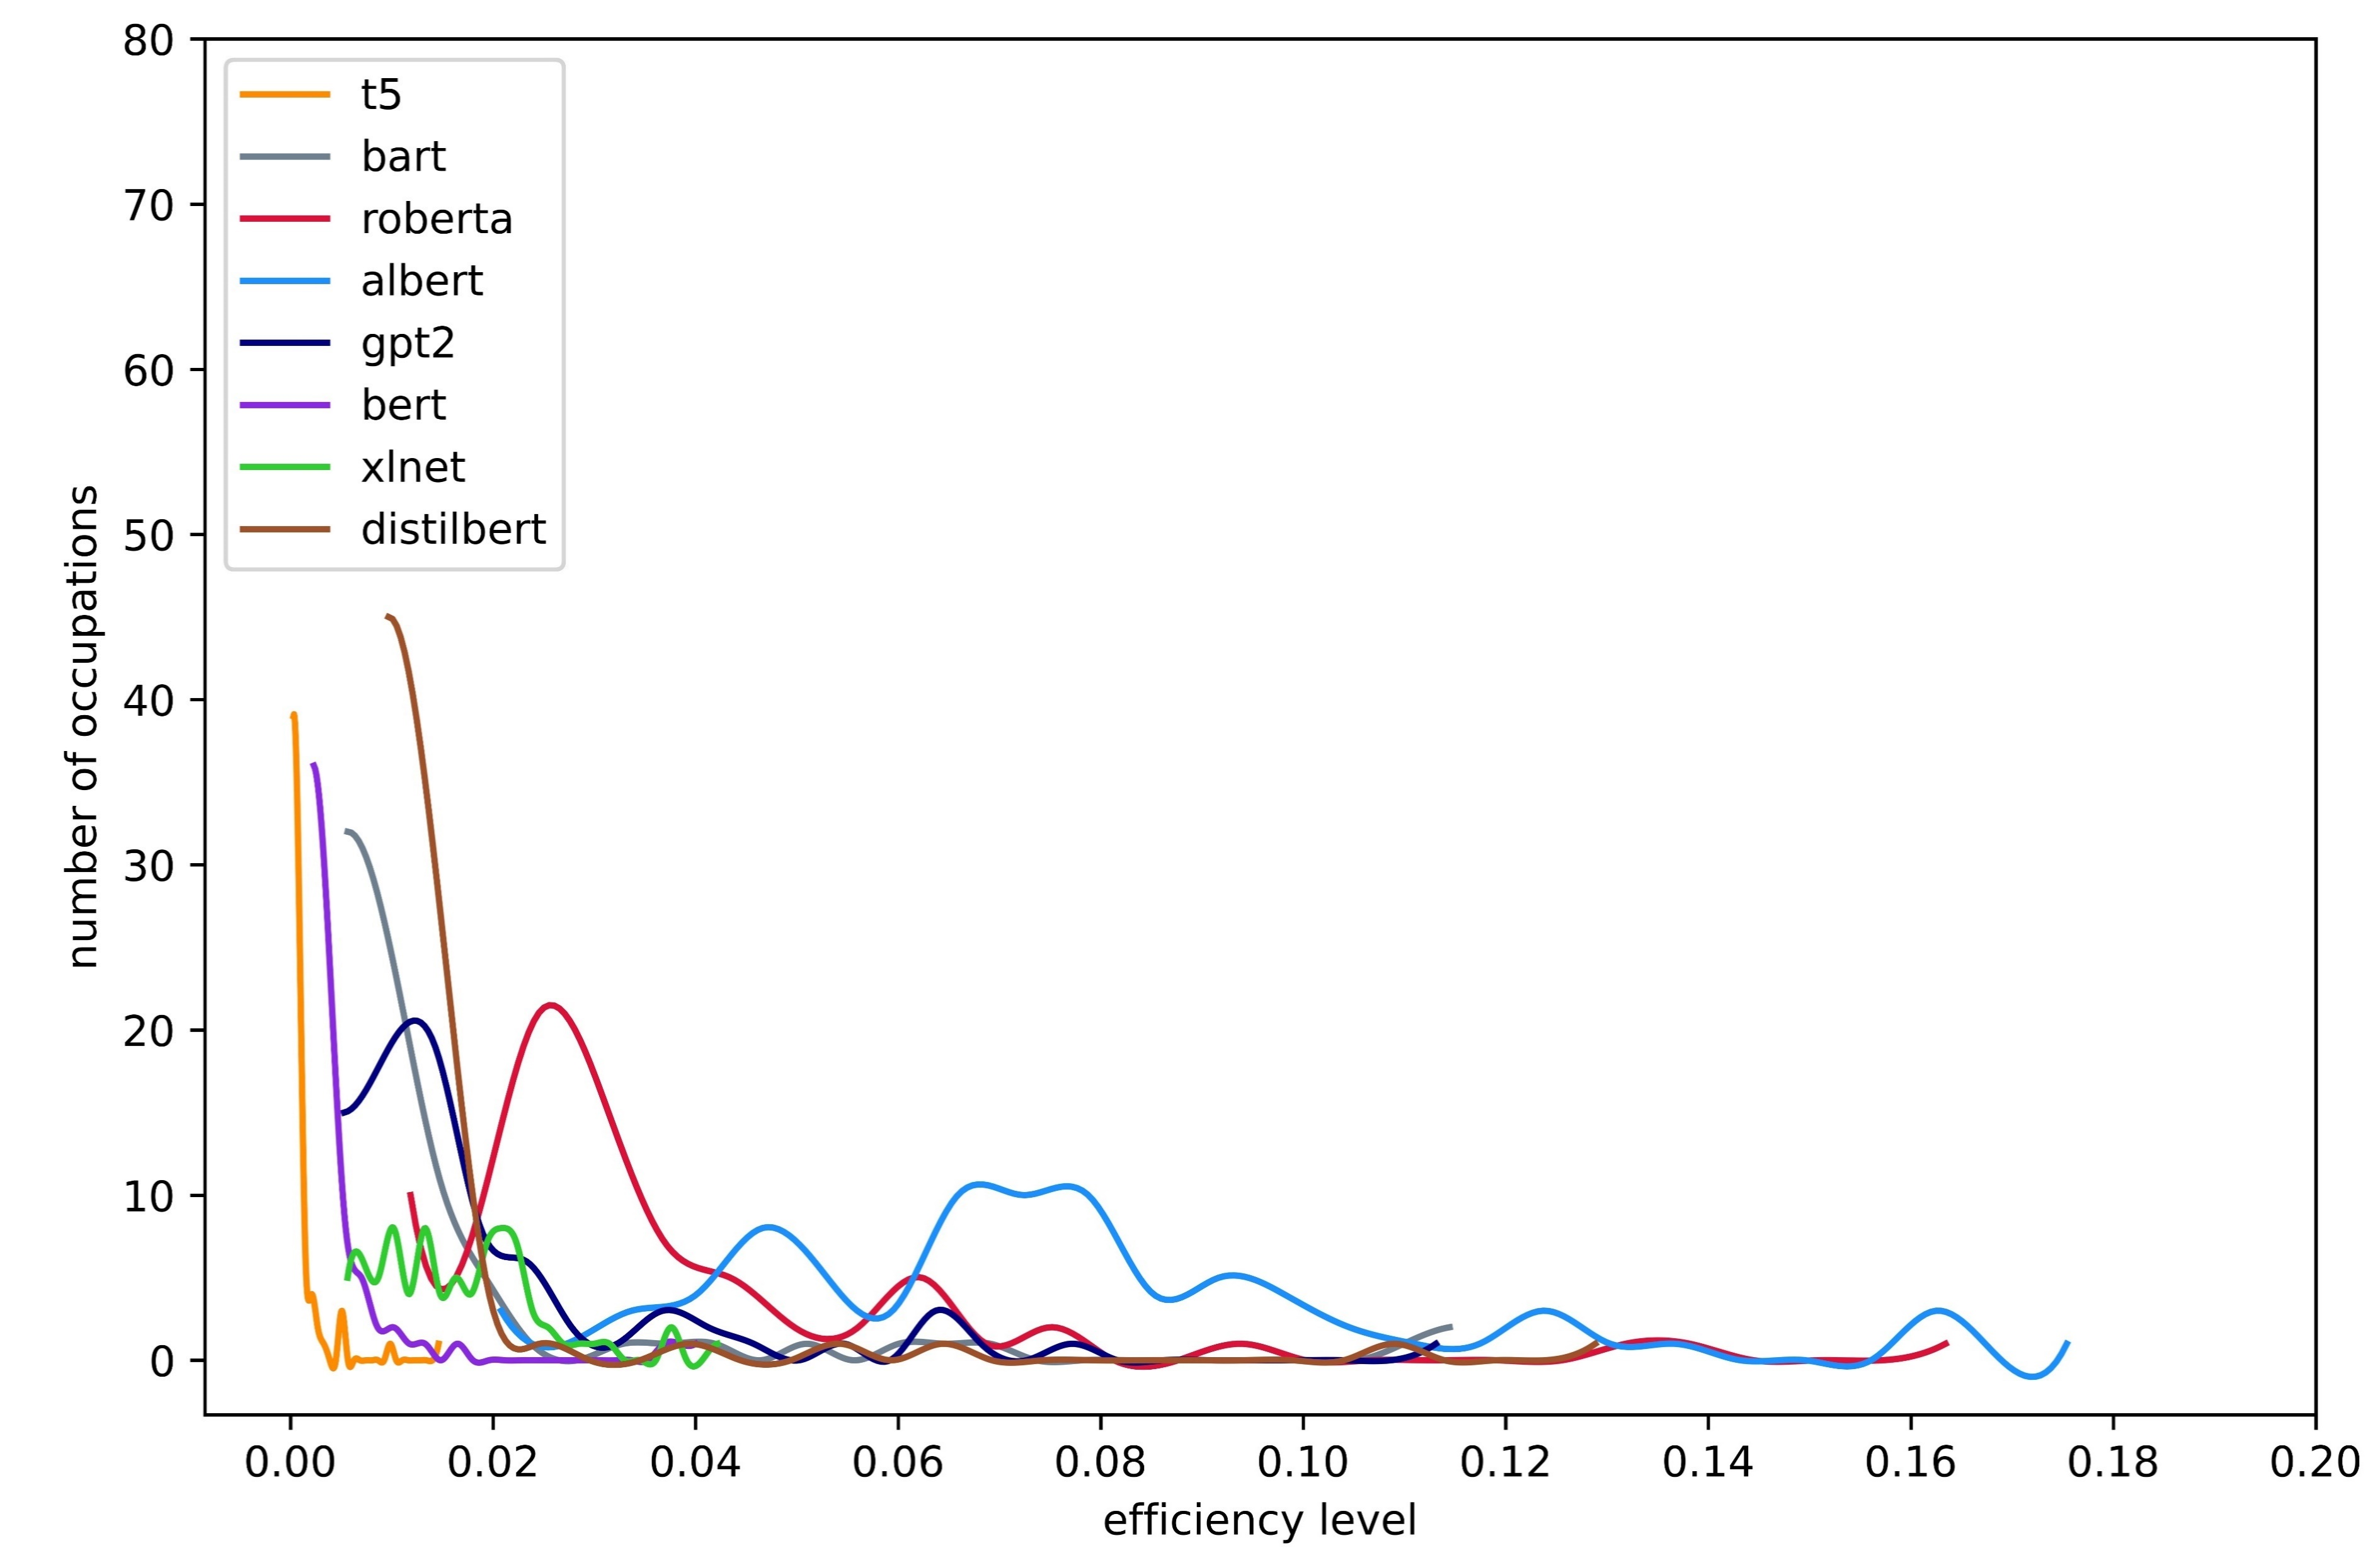 80
70
60
50
40
30
20
10
0
number of occupations
t5
bart
roberta
albert
gpt2
bert
xlnet
distilbert
0.00 0.02 0.04 0.06 0.08 0.10 0.12 0.14 0.16 0.18 0.20
efficiency level